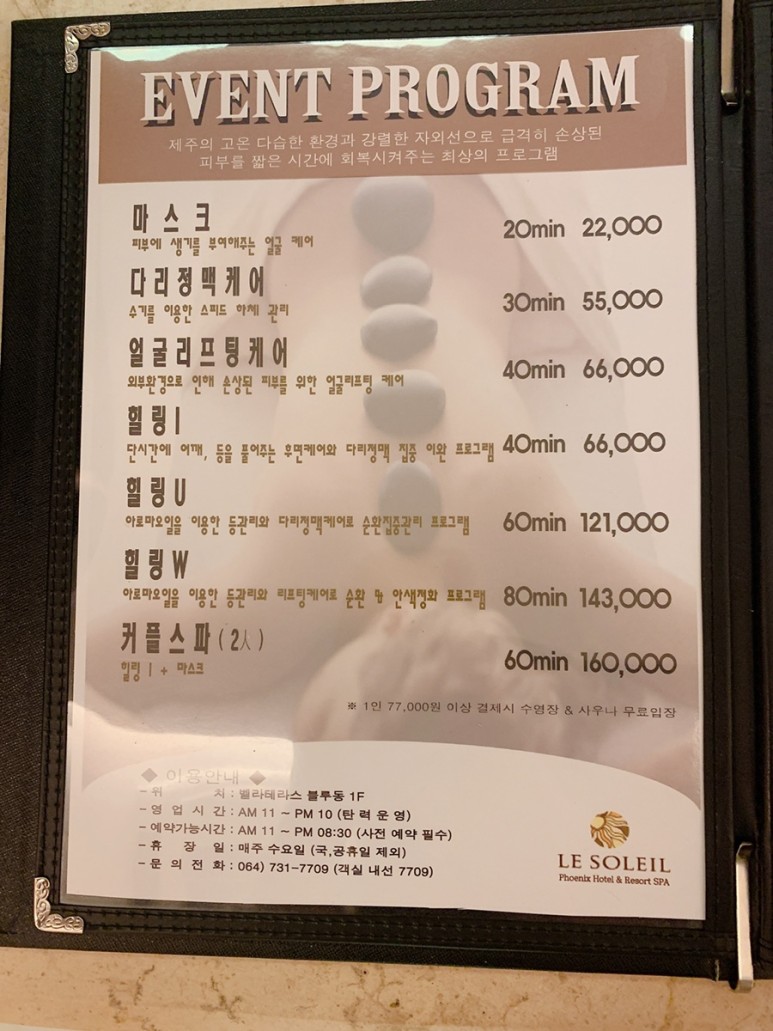 EVENT PROGRAM
제주의 고온 다습한 환경과 강렬한 자외선으로 급격히 손상된
피부를 짧은 시간에 회복시켜주는 최상의 프로그램
마스크 20min 22,000
피부에 생기를 부여해주는 얼굴 케어
다리정맥케어 30min 55,000
수기를 이용한 스피드 하체 관리
얼굴리프팅케어 40min 66,000
외부환경으로 인해 손상된 피부를 위한 얼굴리프팅 케어
힐링 I 40min 66,000
단시간에 어깨, 등을 풀어주는 후면케어와 다리정맥 집중 이완 프로그램
힐링 U 60min 121,000
아로마오일을 이용한 등관리와 다리정맥케어로 순환집중관리 프로그램
힐링 W 80min 143,000
아로마오일을 이용한 등관리와 리프팅케어로 순환 & 안색정화 프로그램
커플스파 (2人) 60min 160,000
힐링 I + 마스크
※ 1인 77,000원 이상 결제시 수영장 & 사우나 무료입장
◆ 이용안내 ◆
- 위 치 : 벨라테라스 블루동 1F
- 영 업 시 간 : AM 11 ~ PM 10 (탄 력 운 영)
- 예약가능시간 : AM 11 ~ PM 08:30 (사전 예약 필수)
- 휴 장 일 : 매주 수요일 (국,공휴일 제외)
- 문 의 전 화 : 064) 731-7709 (객실 내선 7709)
LE SOLEIL
Phoenix Hotel & Resort SPA